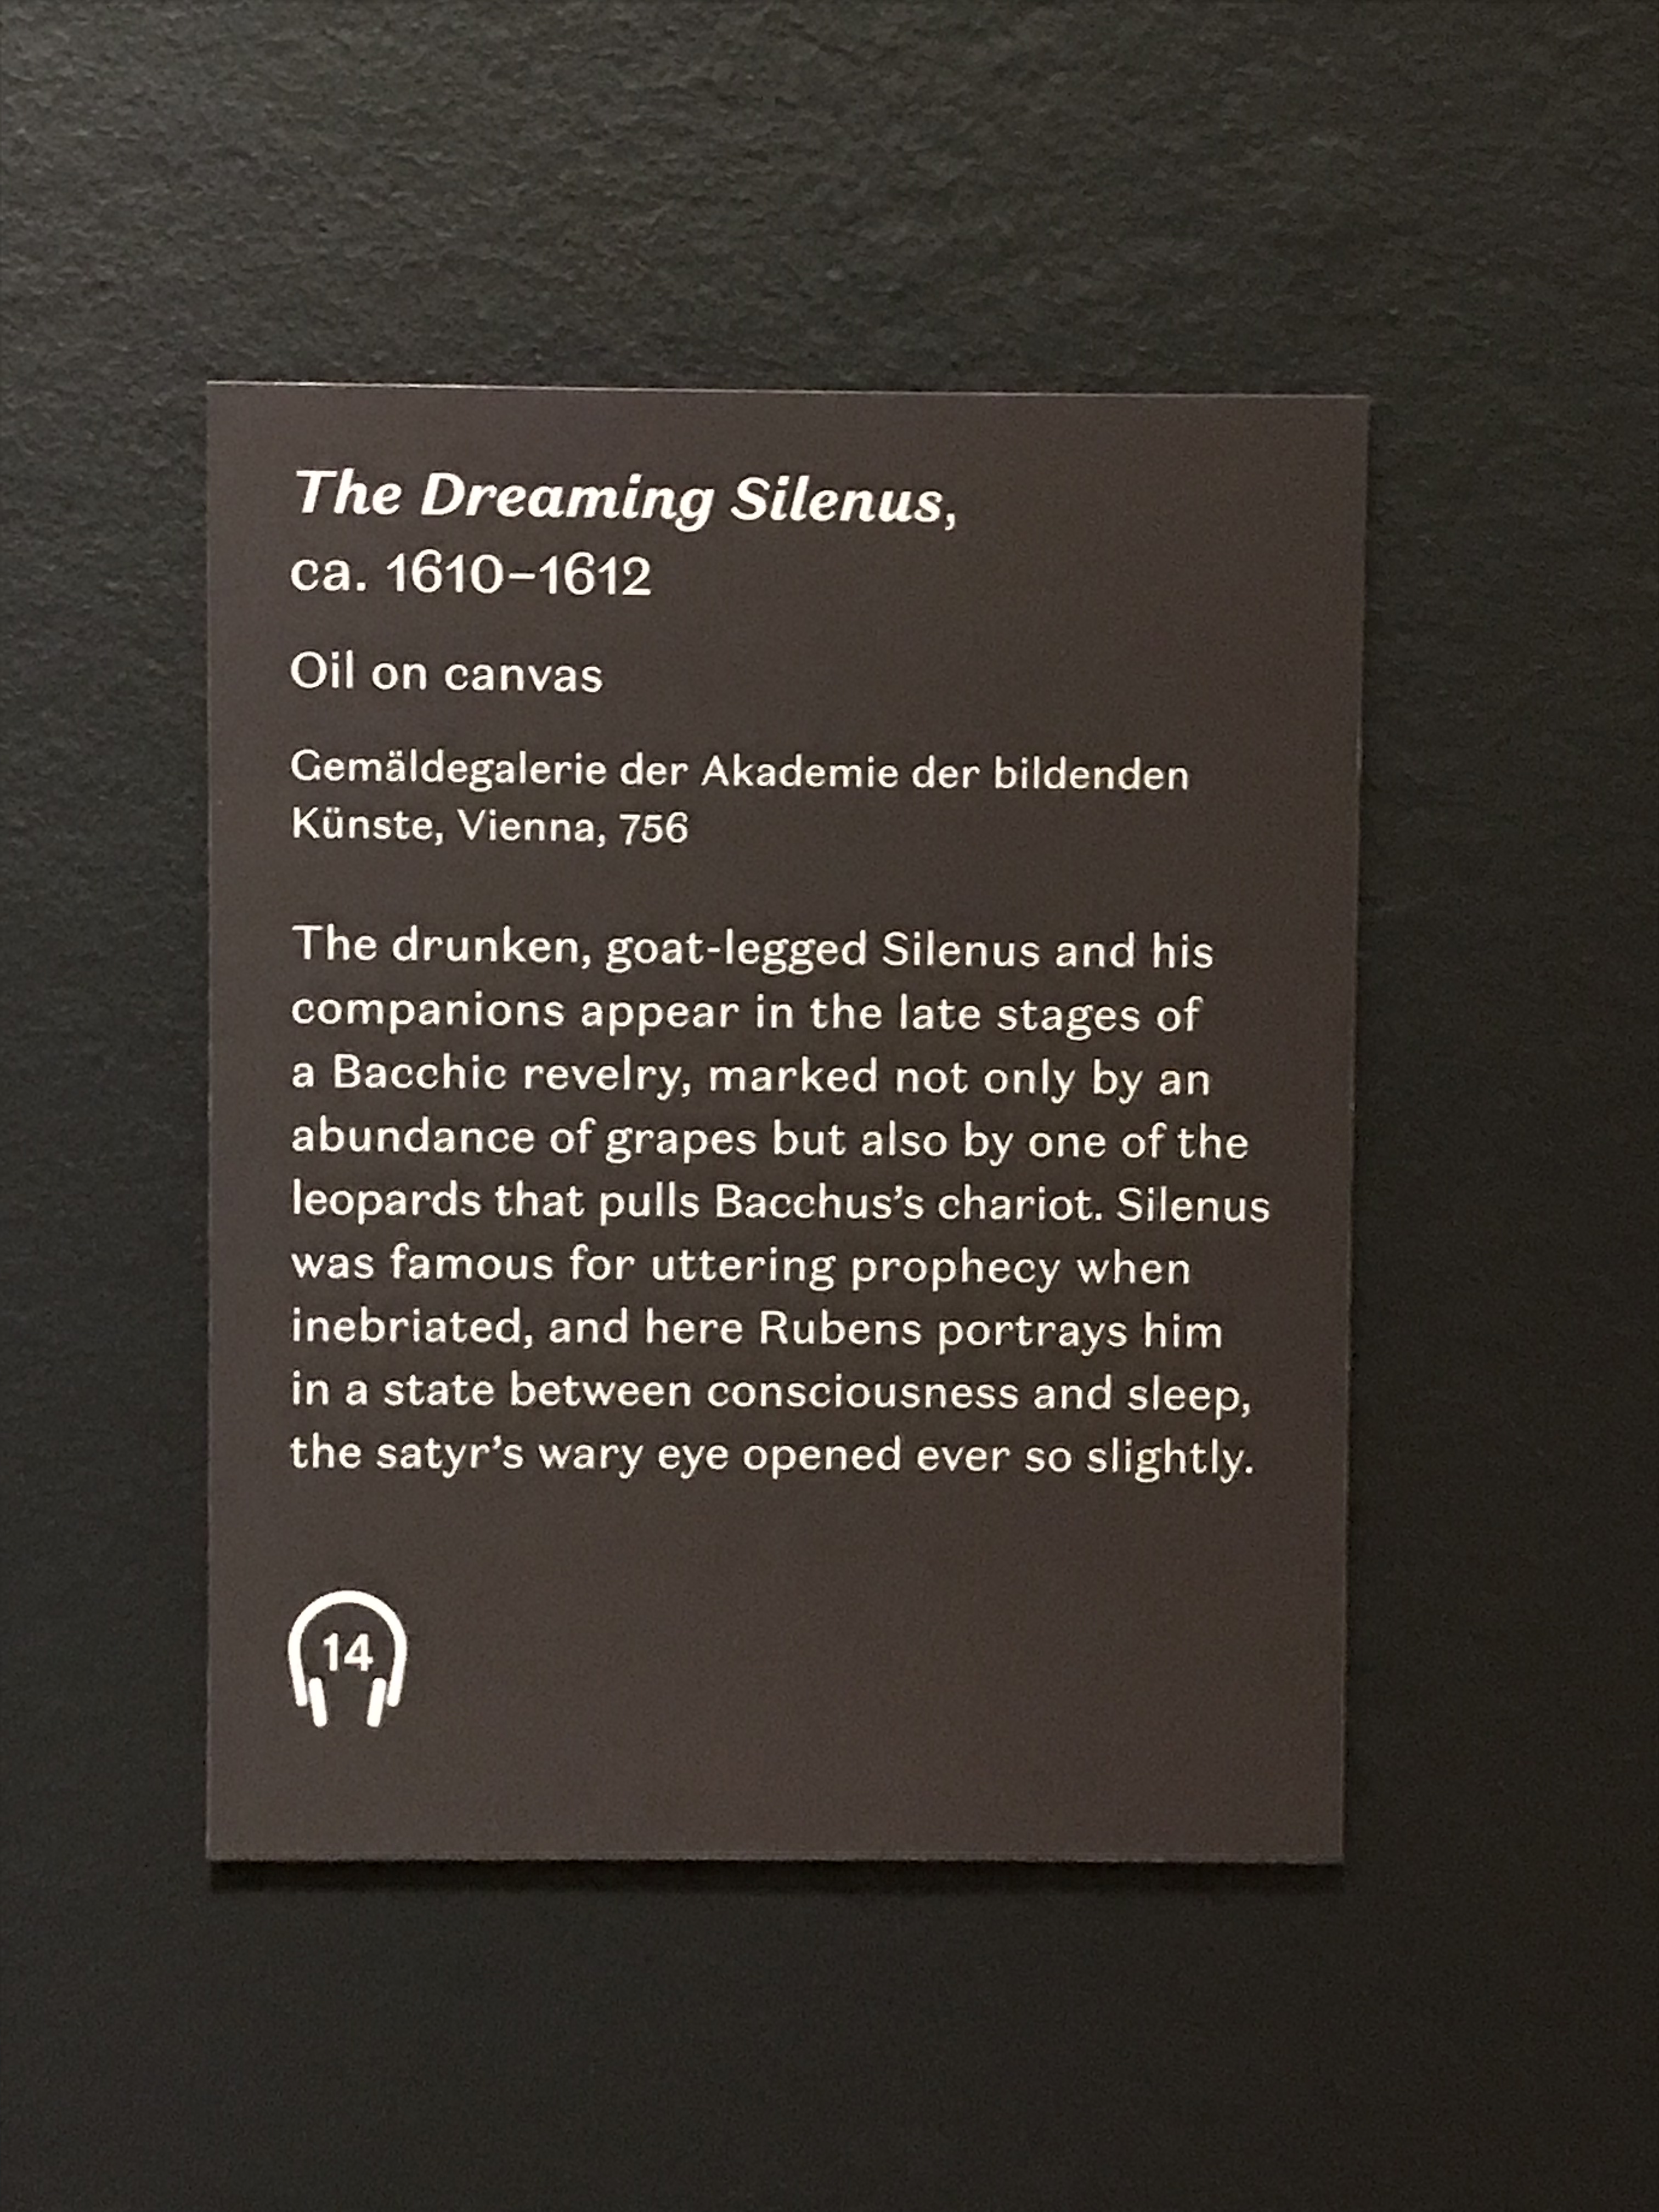 The Dreaming Silenus,
ca. 1610–1612
Oil on canvas
Gemäldegalerie der Akademie der bildenden
Künste, Vienna, 756
The drunken, goat-legged Silenus and his
companions appear in the late stages of
a Bacchic revelry, marked not only by an
abundance of grapes but also by one of the
leopards that pulls Bacchus’s chariot. Silenus
was famous for uttering prophecy when
inebriated, and here Rubens portrays him
in a state between consciousness and sleep,
the satyr’s wary eye opened ever so slightly.
14